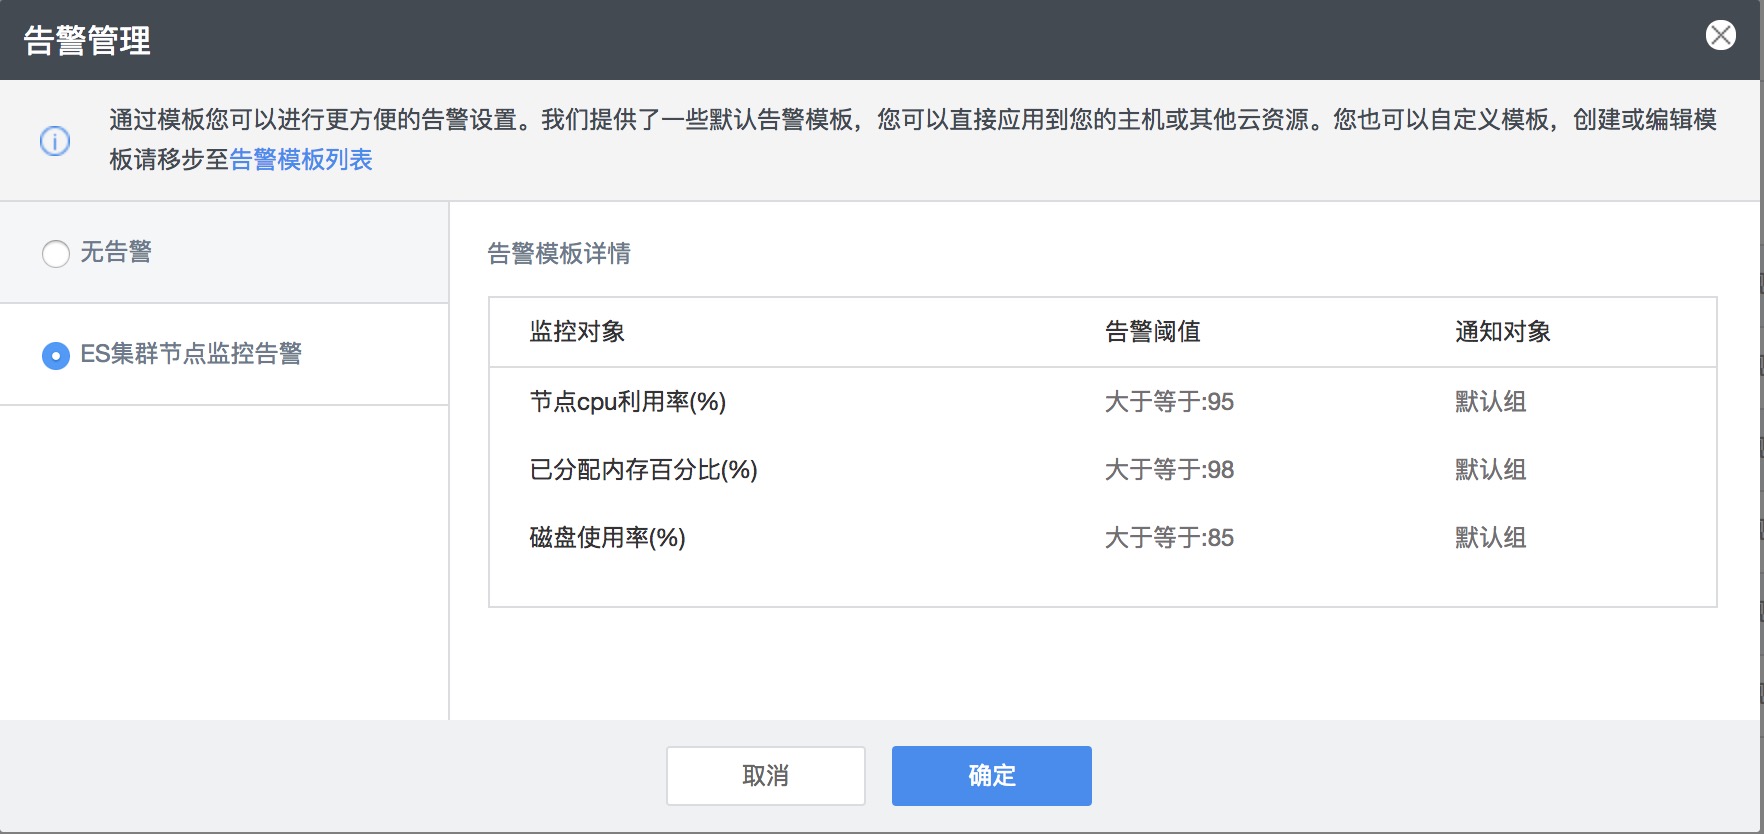 告警管理
通过模板您可以进行更方便的告警设置。我们提供了一些默认告警模板，您可以直接应用到您的主机或其他云资源。您也可以自定义模板，创建或编辑模
板请移步至告警模板列表
无告警
ES集群节点监控告警
告警模板详情
监控对象 告警阈值 通知对象
节点cpu利用率(%) 大于等于:95 默认组
已分配内存百分比(%) 大于等于:98 默认组
磁盘使用率(%) 大于等于:85 默认组
取消 确定